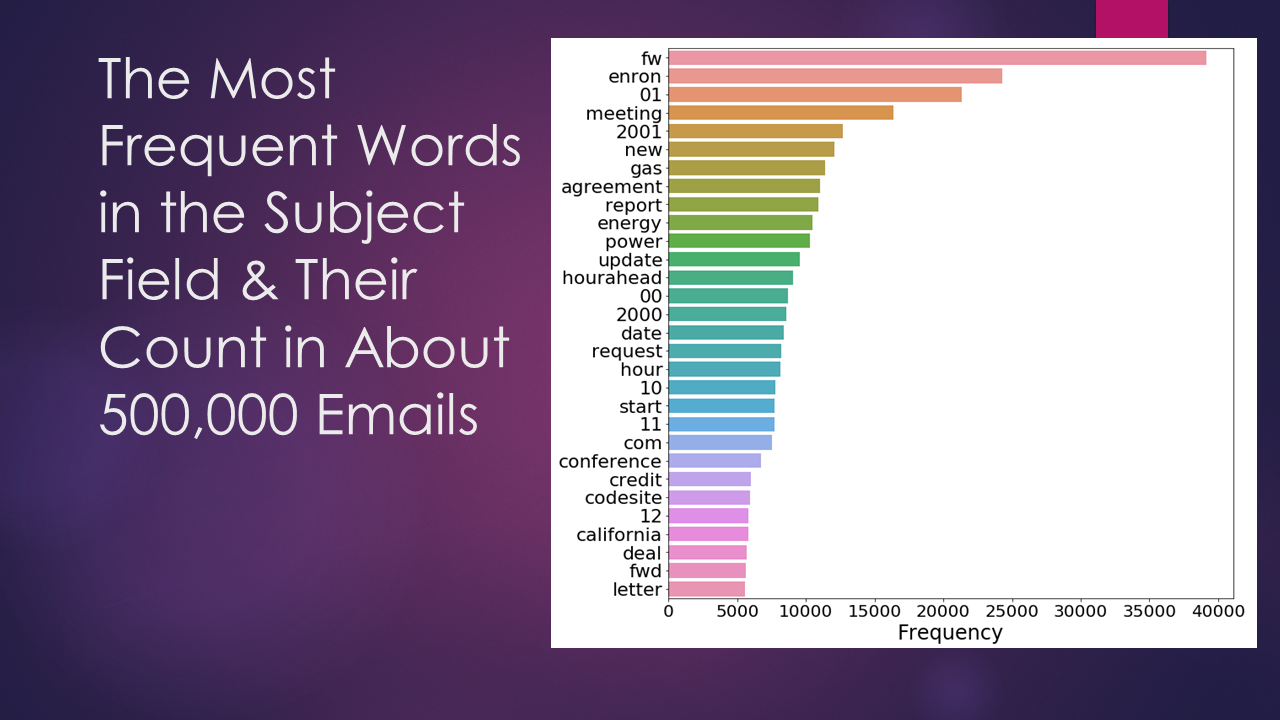 The Most
Frequent Words
in the Subject
Field & Their
Count in About
500,000 Emails
fw
enron
01
meeting
2001
new
gas
agreement
report
energy
power
update
hourahead
00
2000
date
request
hour
10
start
11
com
conference
credit
codesite
12
california
deal
fwd
letter
0 5000 10000 15000 20000 25000 30000 35000 40000
Frequency